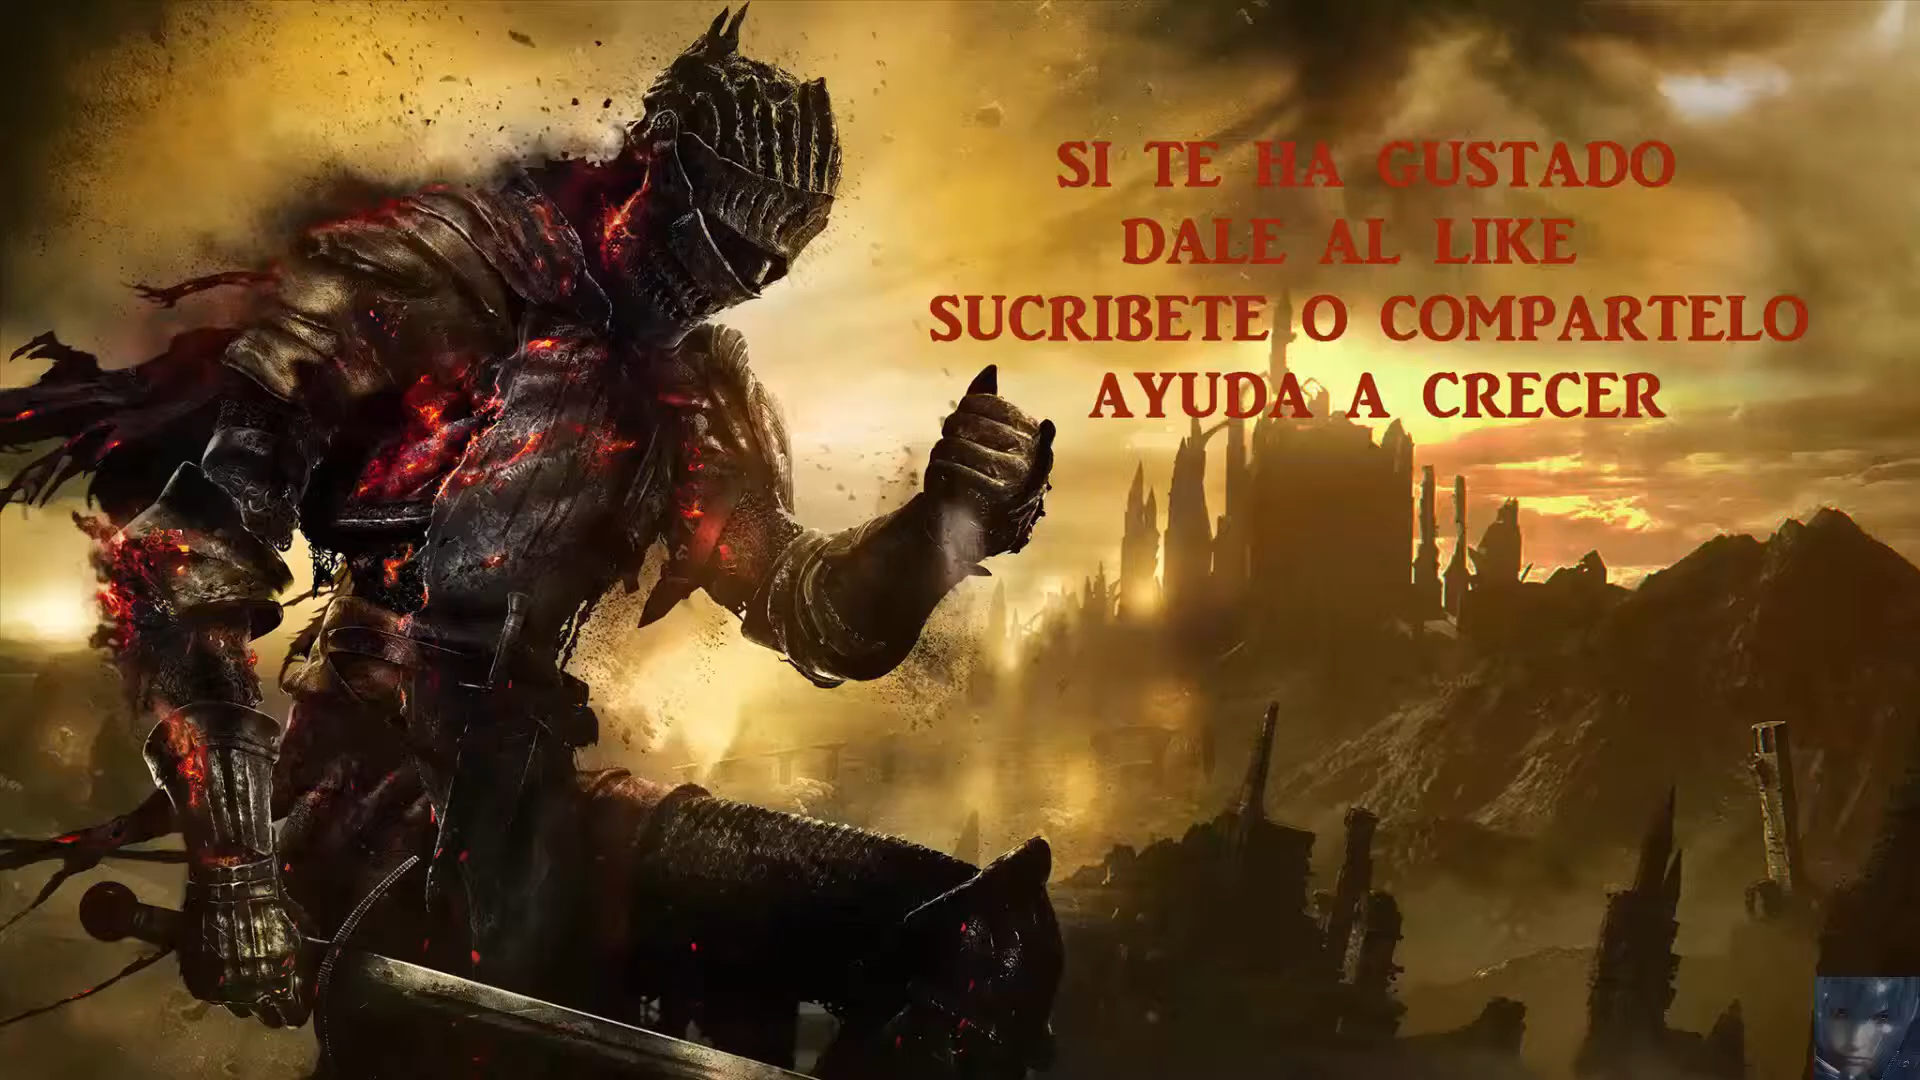 SI TE HA GUSTADO
DALE AL LIKE
SUCRIBETE O COMPARTELO
AYUDA A CRECER